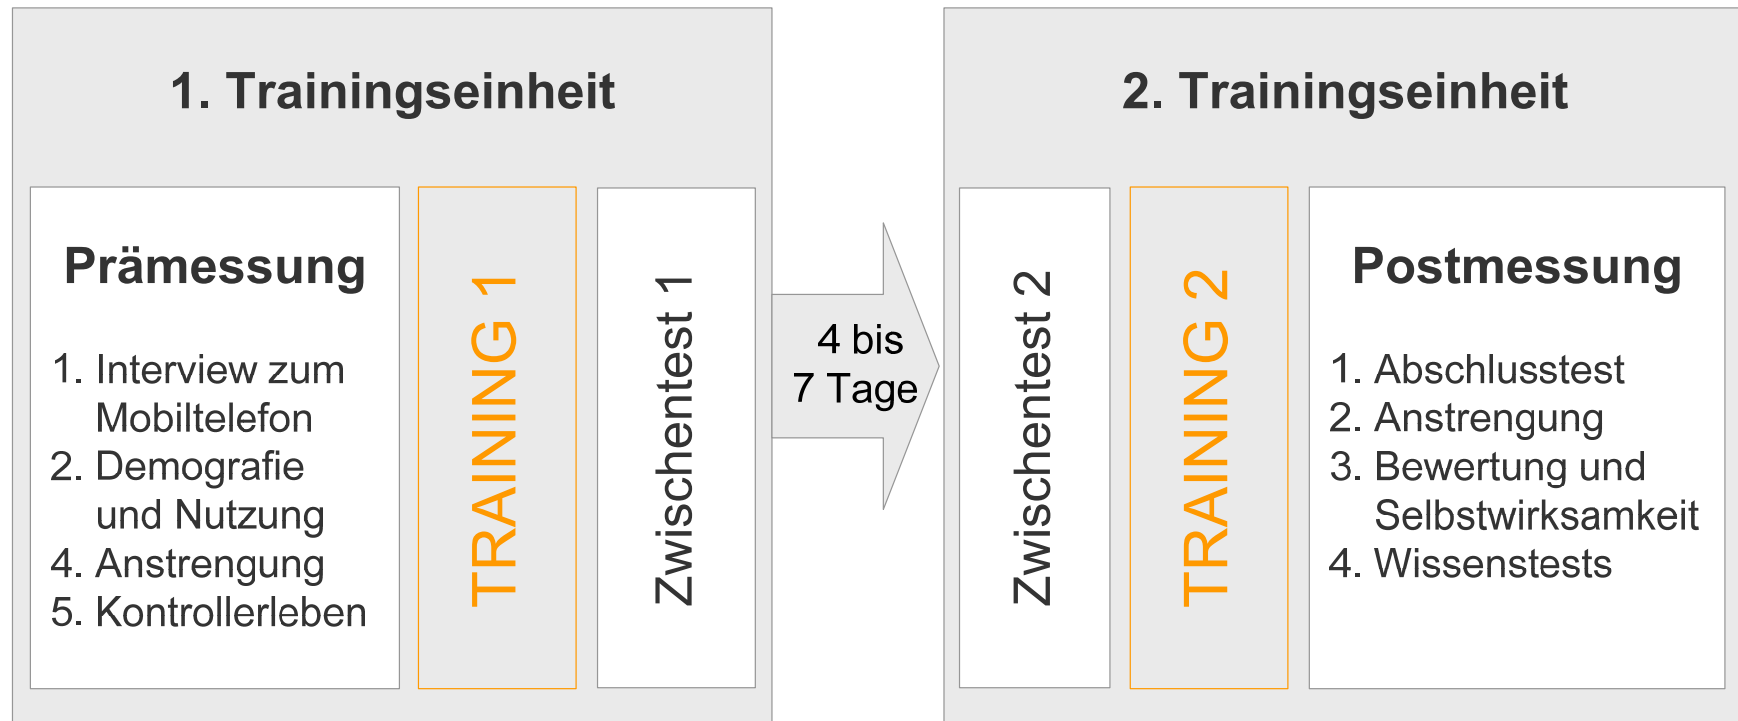 1. Trainingseinheit
Prämessung
1. Interview zum
Mobiltelefon
2. Demografie
und Nutzung
4. Anstrengung
5. Kontrollerleben
TRAINING 1
Zwischentest 1
4 bis
7 Tage
2. Trainingseinheit
Zwischentest 2
TRAINING 2
Postmessung
1. Abschlusstest
2. Anstrengung
3. Bewertung und
Selbstwirksamkeit
4. Wissenstests